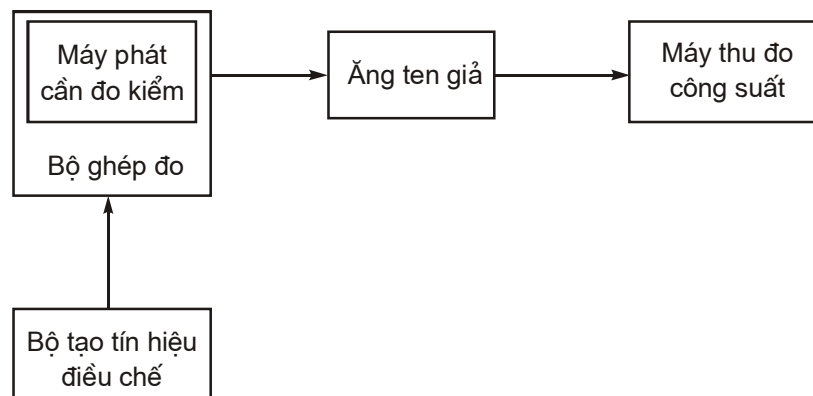 Máy phát
cần đo kiểm
Bộ ghép đo
Ăng ten giả
Máy thu đo
công suất
Bộ tạo tín hiệu
điều chế